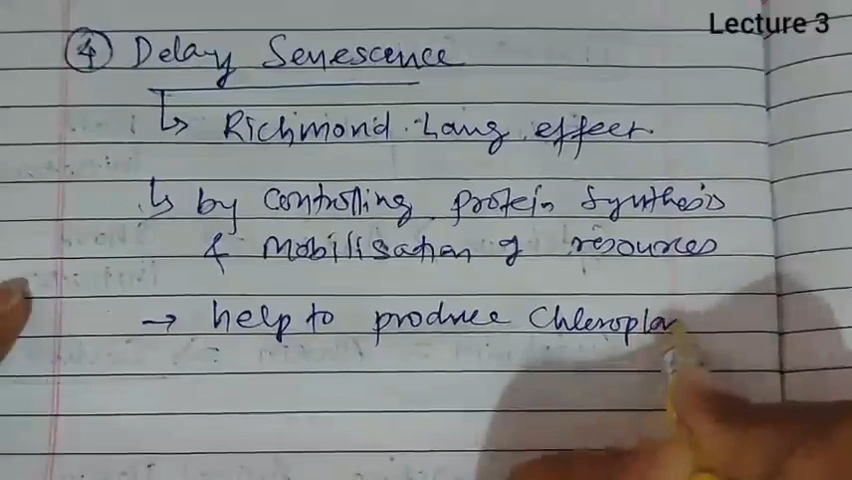 Lecture 3
④ Delay Senescence
↳ Richmond Lang effect
↳ by controlling protein synthesis
& mobilisation of resources
→ help to produce Chloropla